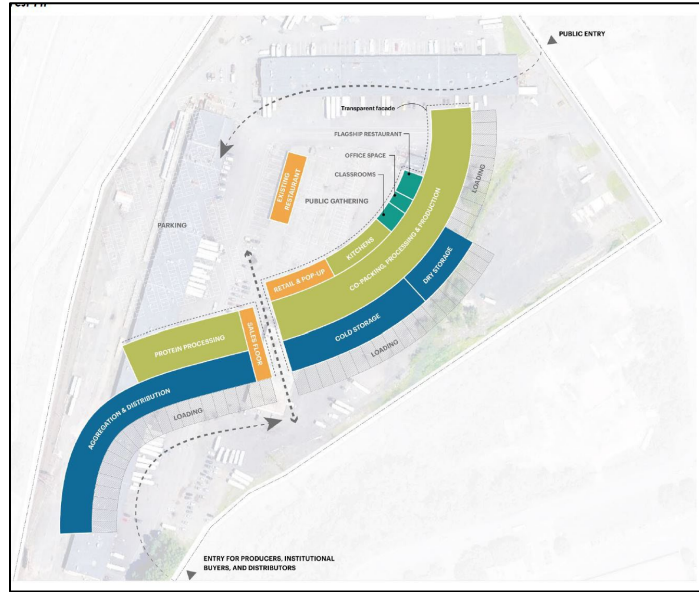 PUBLIC ENTRY
Transparent facade
FLAGSHIP RESTAURANT
OFFICE SPACE
CLASSROOMS
EXISTING
RESTAURANT
PUBLIC GATHERING
LOADING
PARKING
KITCHENS
CO-PACKING, PROCESSING & PRODUCTION
RETAIL & POP-UP
DRY STORAGE
COLD STORAGE
LOADING
PROTEIN PROCESSING
SALES FLOOR
AGGREGATION & DISTRIBUTION
LOADING
ENTRY FOR PRODUCERS, INSTITUTIONAL
BUYERS, AND DISTRIBUTORS